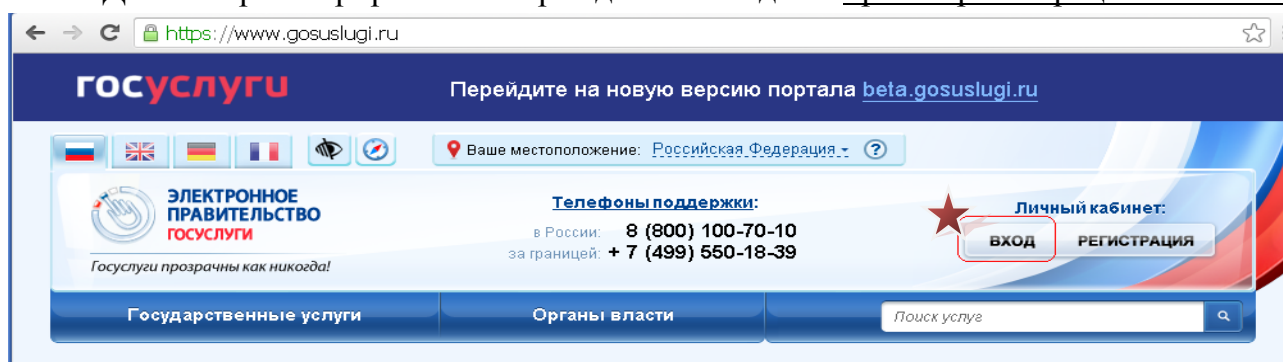 https://www.gosuslugi.ru
госуслуги
Перейдите на новую версию портала beta.gosuslugi.ru
Ваше местоположение: Российская Федерация ?
ЭЛЕКТРОННОЕ
ПРАВИТЕЛЬСТВО
ГОСУСЛУГИ
Госуслуги прозрачны как никогда!
Телефоны поддержки:
в России: 8 (800) 100-70-10
за границей: + 7 (499) 550-18-39
Личный кабинет:
ВХОД РЕГИСТРАЦИЯ
Государственные услуги
Органы власти
Поиск услуг